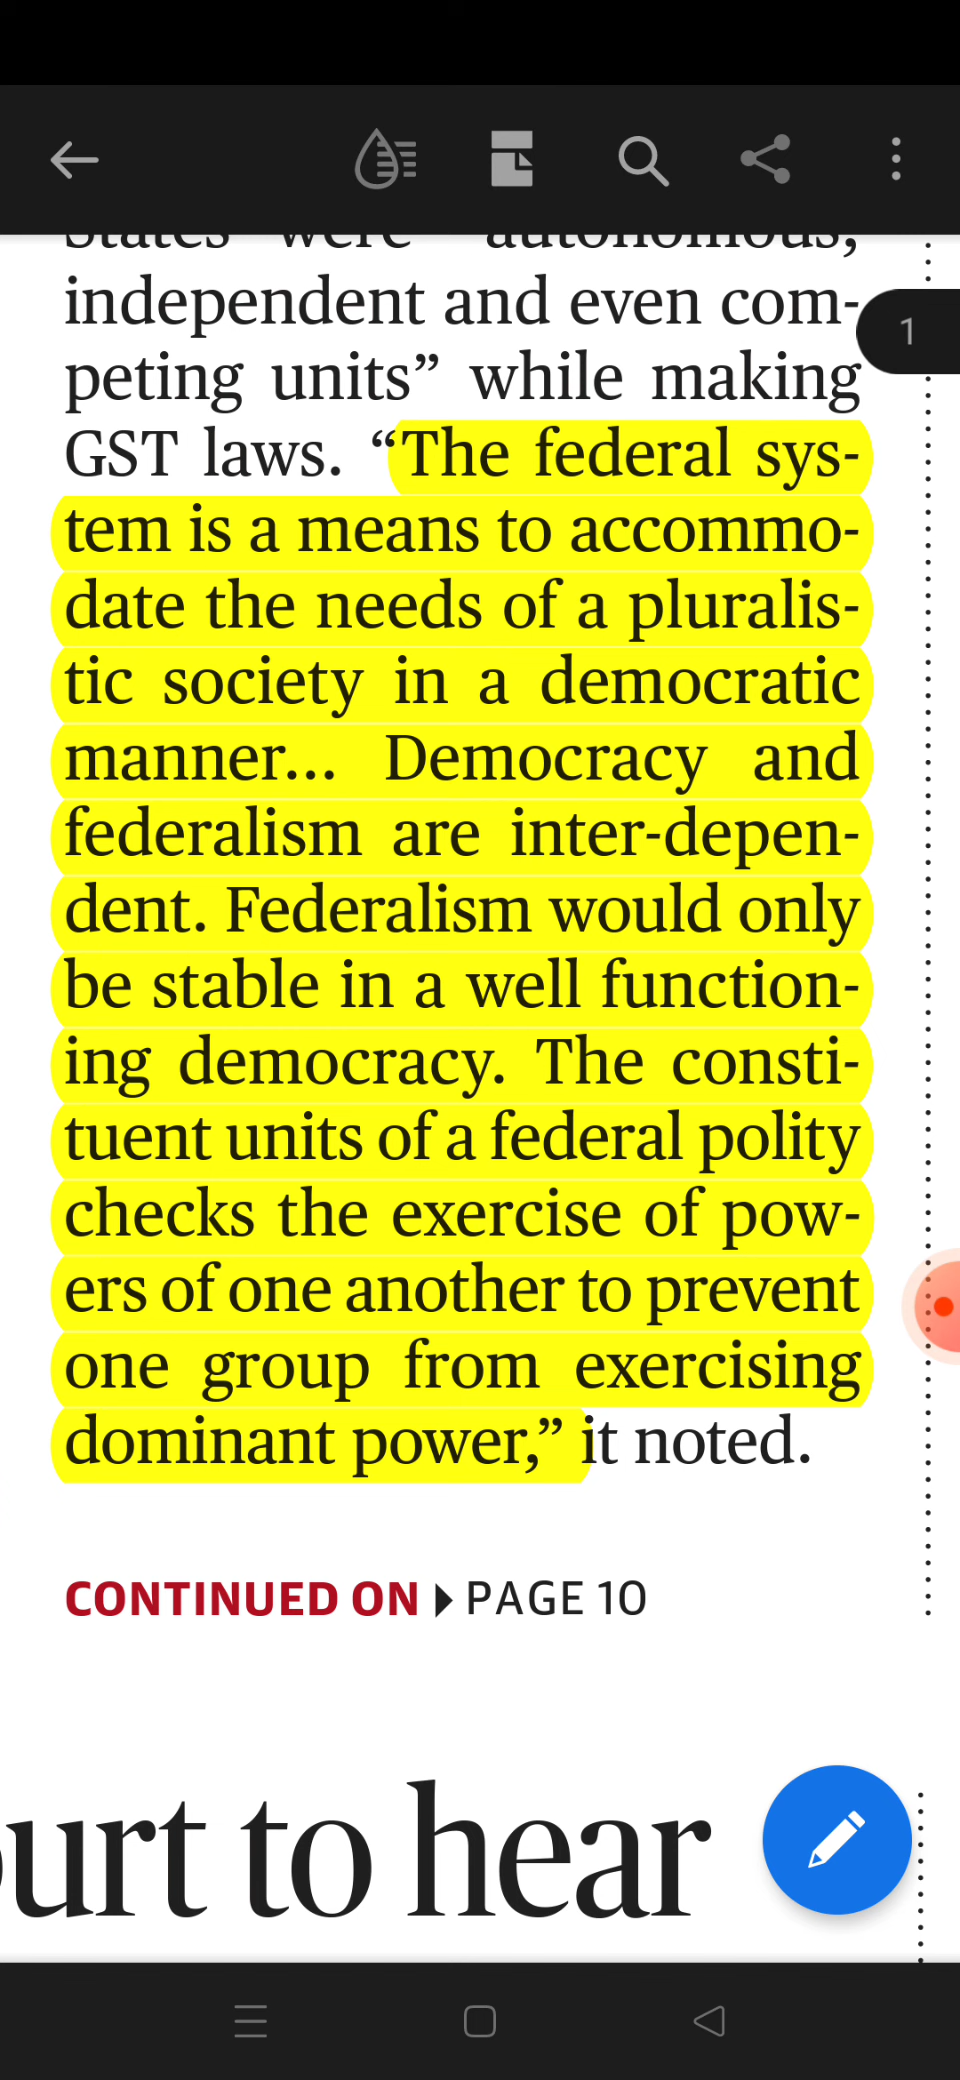 States were “autonomous,
independent and even com-
peting units” while making
GST laws. “The federal sys-
tem is a means to accommo-
date the needs of a pluralis-
tic society in a democratic
manner... Democracy and
federalism are inter-depen-
dent. Federalism would only
be stable in a well function-
ing democracy. The consti-
tuent units of a federal polity
checks the exercise of pow-
ers of one another to prevent
one group from exercising
dominant power,” it noted.
CONTINUED ON ▶ PAGE 10
urt to hear
1